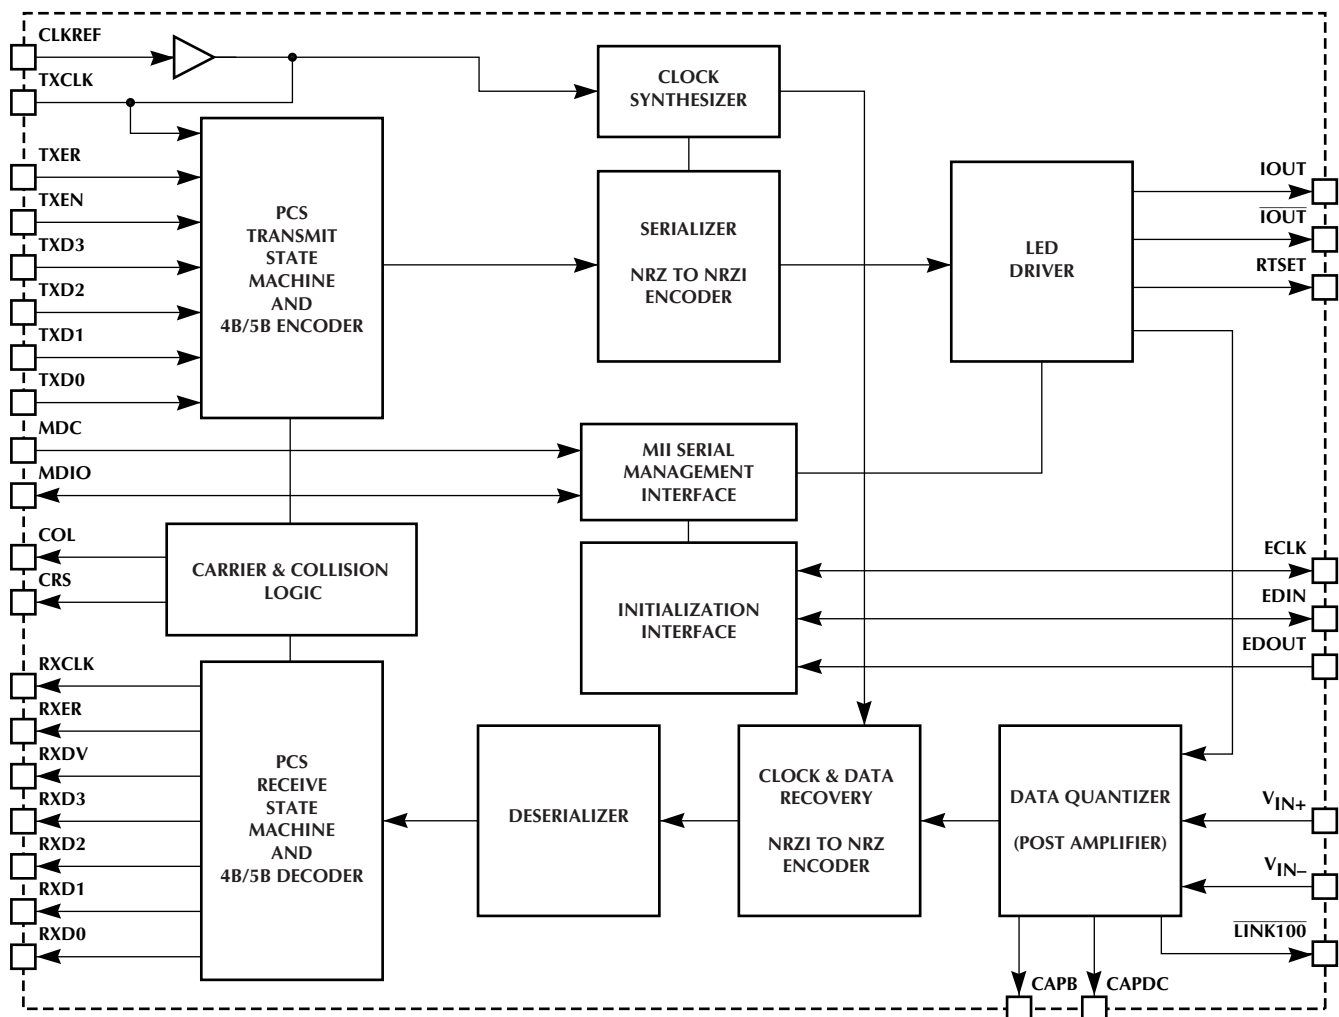 CLKREF
TXCLK
TXER
TXEN
TXD3
TXD2
TXD1
TXD0
MDC
MDIO
COL
CRS
RXCLK
RXER
RXDV
RXD3
RXD2
RXD1
RXD0
PCS
TRANSMIT
STATE
MACHINE
AND
4B/5B ENCODER
CARRIER & COLLISION
LOGIC
PCS
RECEIVE
STATE
MACHINE
AND
4B/5B DECODER
CLOCK
SYNTHESIZER
SERIALIZER
NRZ TO NRZI
ENCODER
MII SERIAL
MANAGEMENT
INTERFACE
INITIALIZATION
INTERFACE
DESERIALIZER
CLOCK & DATA
RECOVERY
NRZI TO NRZ
ENCODER
LED
DRIVER
DATA QUANTIZER
(POST AMPLIFIER)
IOUT
IOUT
RTSET
ECLK
EDIN
EDOUT
VIN+
VIN–
LINK100
CAPB
CAPDC